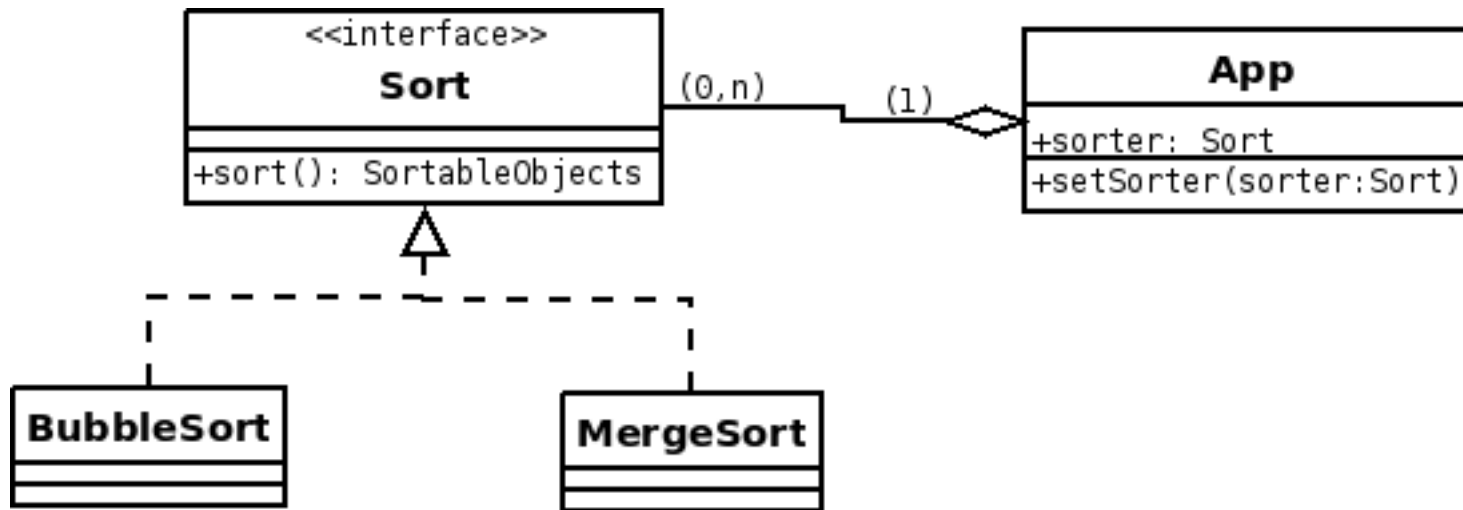 <<interface>>
Sort
+sort(): SortableObjects
(0,n)
(1)
App
+sorter: Sort
+setSorter(sorter:Sort)
BubbleSort
MergeSort